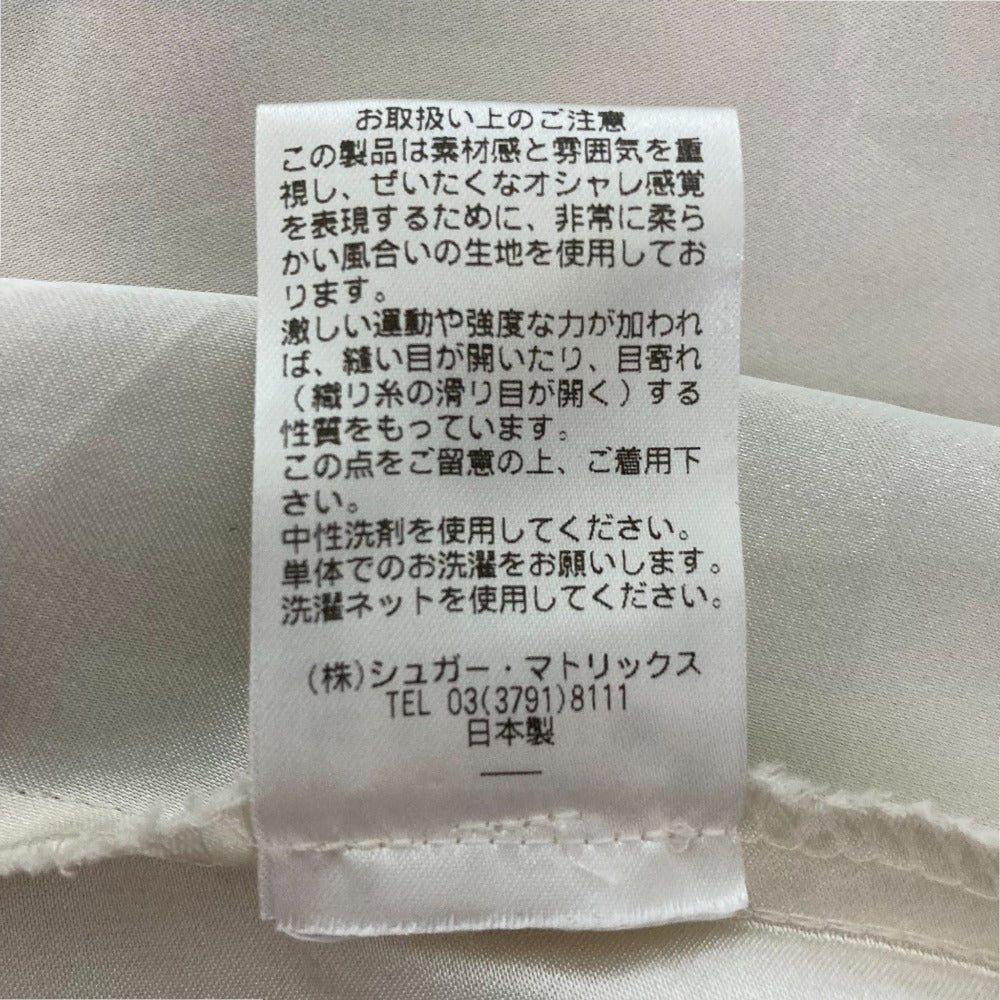 お取扱い上のご注意
この製品は素材感と雰囲気を重
視し、ぜいたくなオシャレ感覚
を表現するために、非常に柔ら
かい風合いの生地を使用してお
ります。
激しい運動や強度な力が加われ
ば、縫い目が開いたり、目寄れ
（織り糸の滑り目が開く）する
性質をもっています。
この点をご留意の上、ご着用下
さい。
中性洗剤を使用してください。
単体でのお洗濯をお願いします。
洗濯ネットを使用してください。
(株)シュガー・マトリックス
TEL 03(3791)8111
日本製